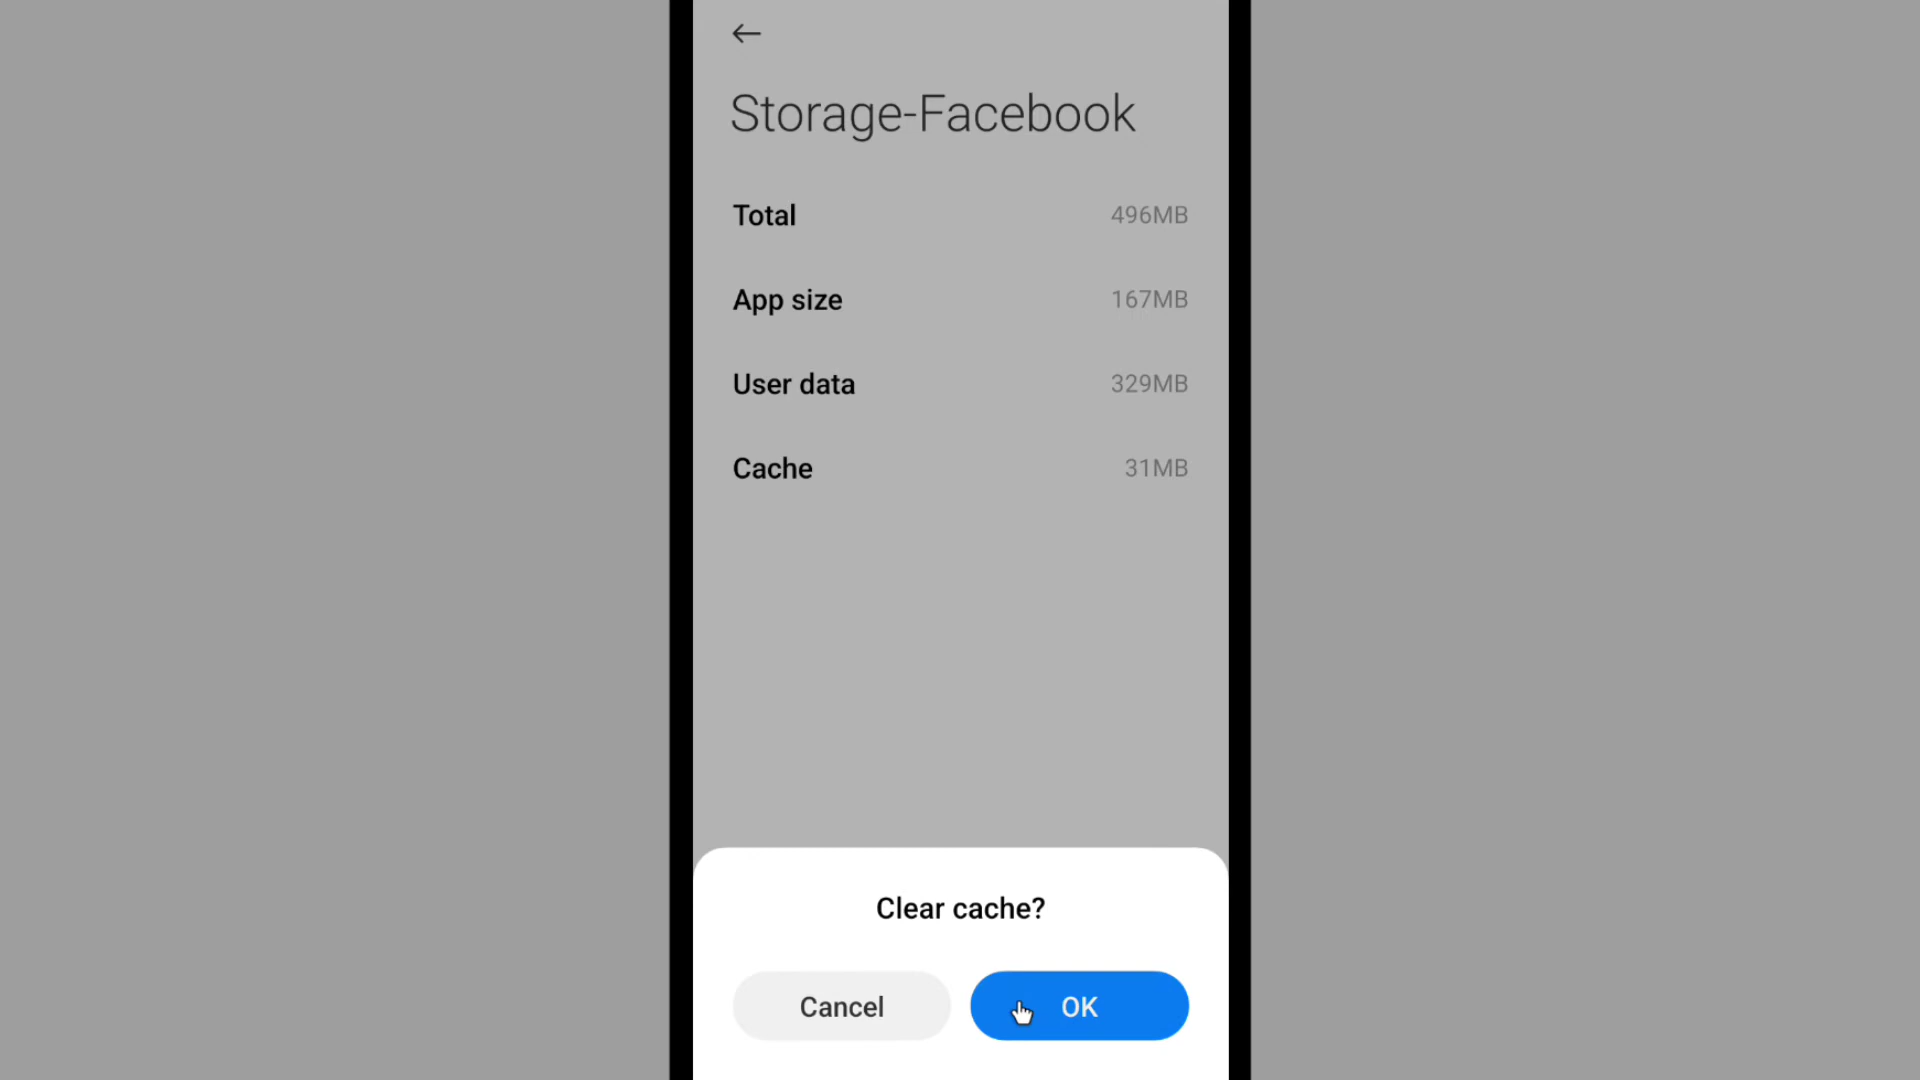 Storage-Facebook
Total 496MB
App size 167MB
User data 329MB
Cache 31MB
Clear cache?
Cancel OK